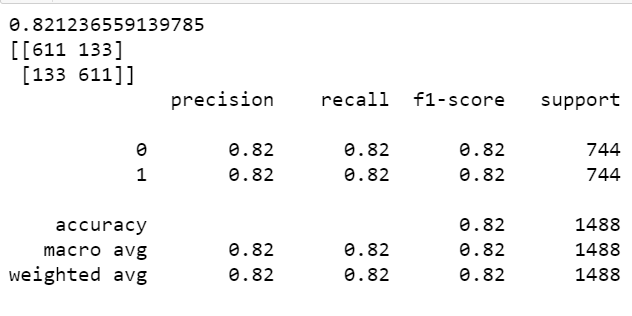 0.821236559139785
[[611 133]
 [133 611]]
precision recall f1-score support
0 0.82 0.82 0.82 744
1 0.82 0.82 0.82 744
accuracy 0.82 1488
macro avg 0.82 0.82 0.82 1488
weighted avg 0.82 0.82 0.82 1488